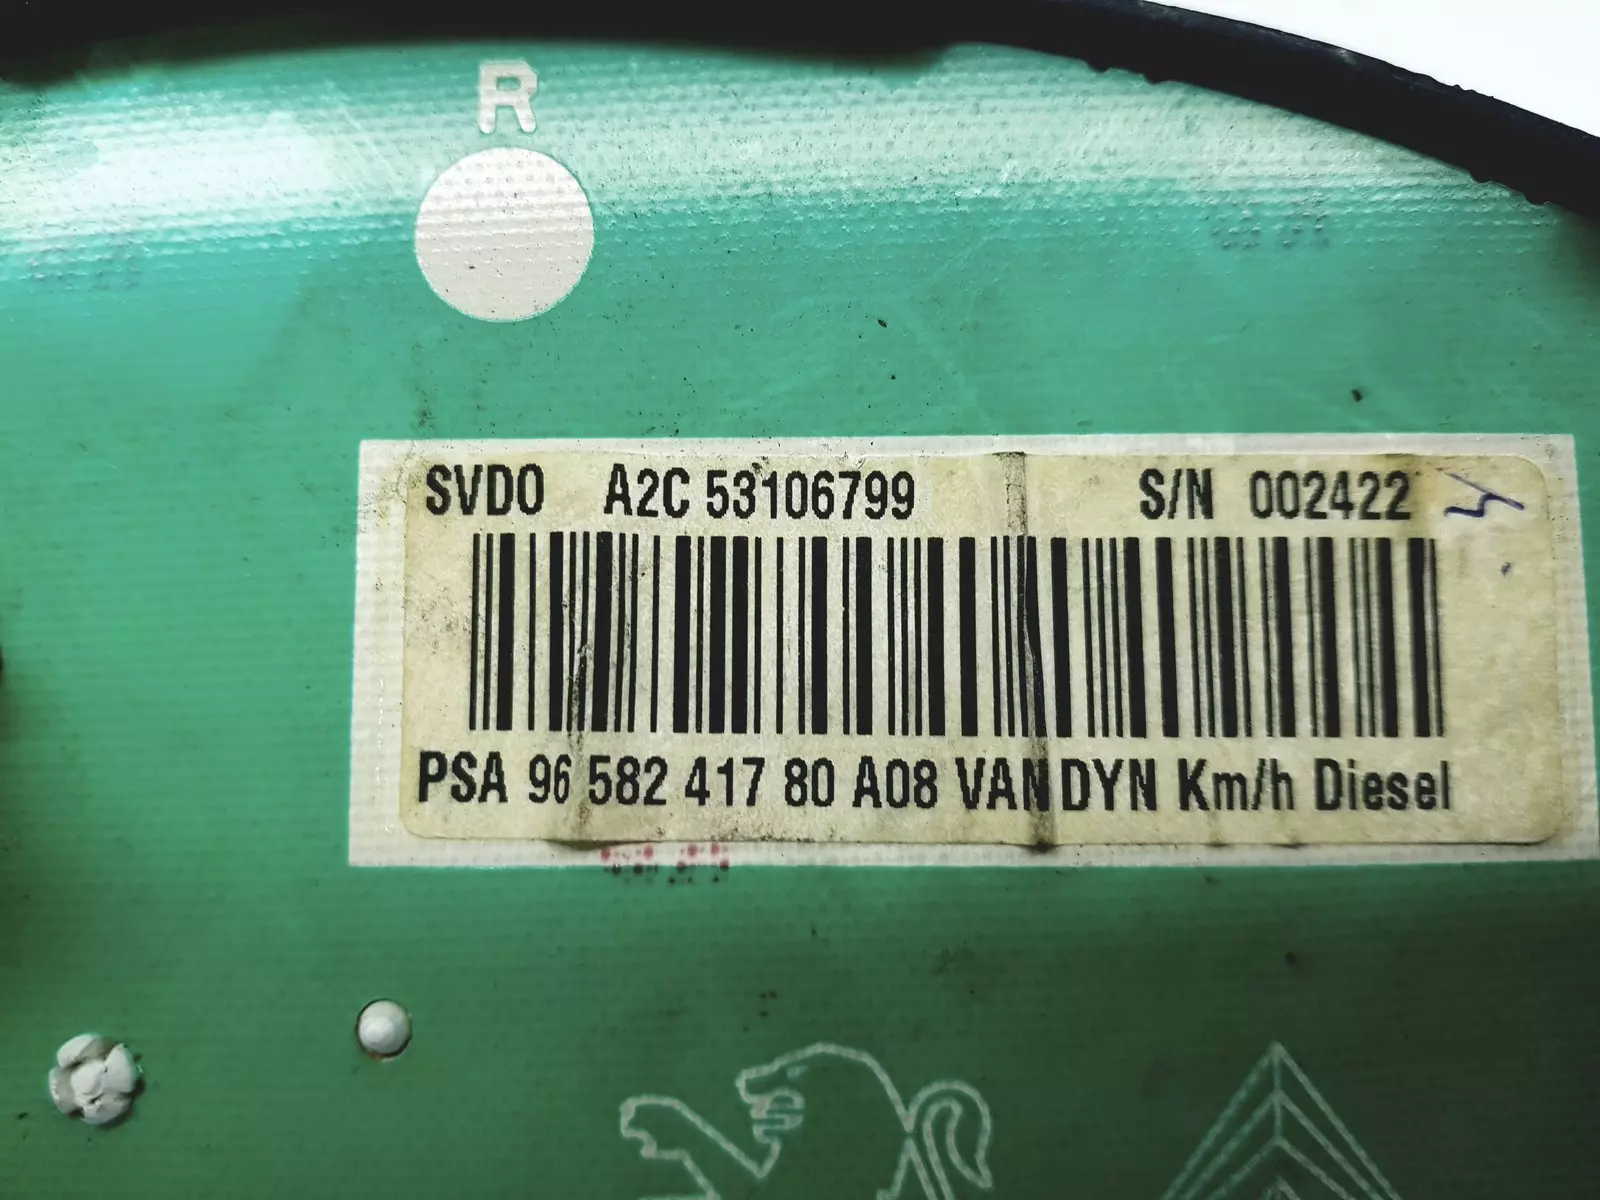 R
SVDO A2C 53106799 S/N 002422
PSA 96 582 417 80 A08 VAN DYN Km/h Diesel